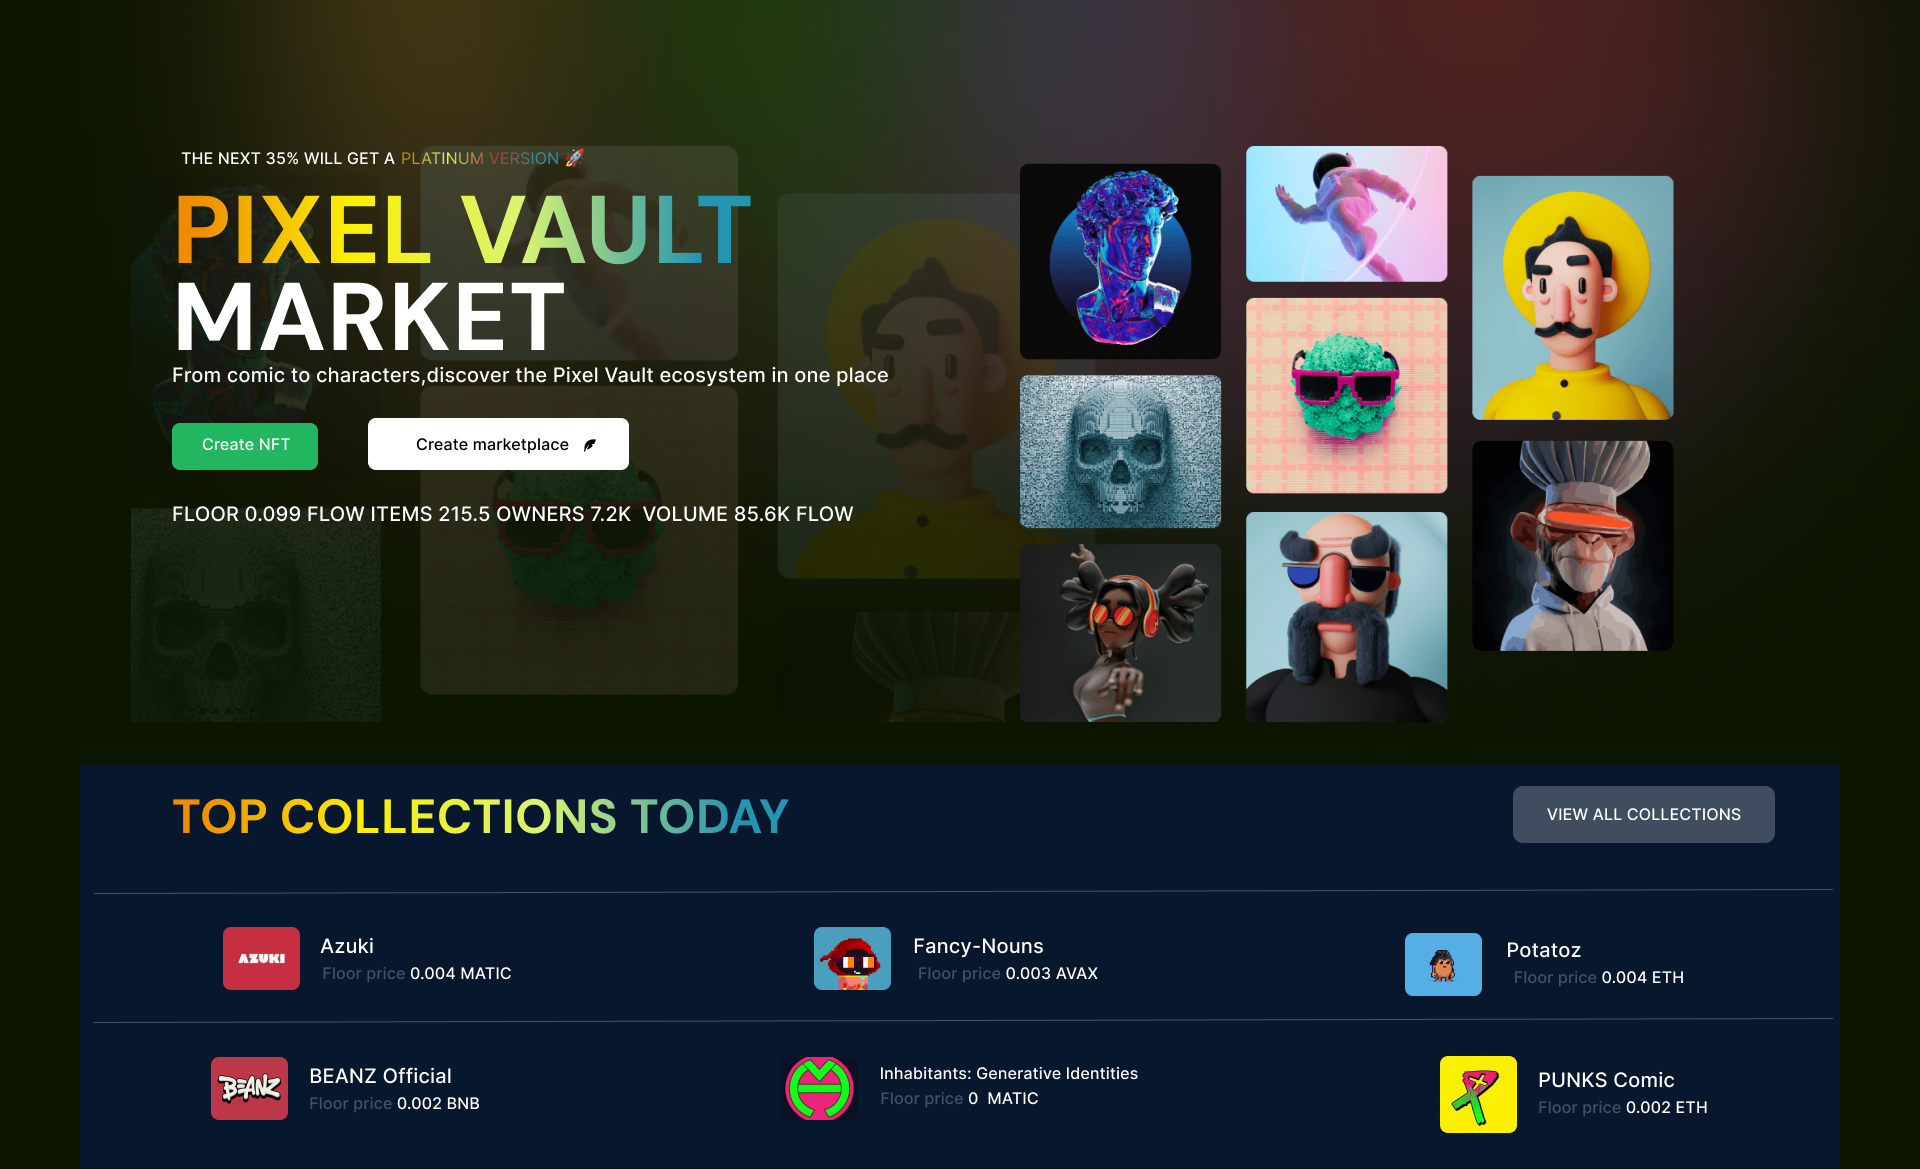 THE NEXT 35% WILL GET A PLATINUM VERSION 🚀
PIXEL VAULT
MARKET
From comic to characters,discover the Pixel Vault ecosystem in one place
Create NFT
Create marketplace
FLOOR 0.099 FLOW ITEMS 215.5 OWNERS 7.2K VOLUME 85.6K FLOW
TOP COLLECTIONS TODAY
VIEW ALL COLLECTIONS
AZUKI
Azuki
Floor price 0.004 MATIC
Fancy-Nouns
Floor price 0.003 AVAX
Potatoz
Floor price 0.004 ETH
BEANZ
BEANZ Official
Floor price 0.002 BNB
Inhabitants: Generative Identities
Floor price 0 MATIC
PUNKS Comic
Floor price 0.002 ETH